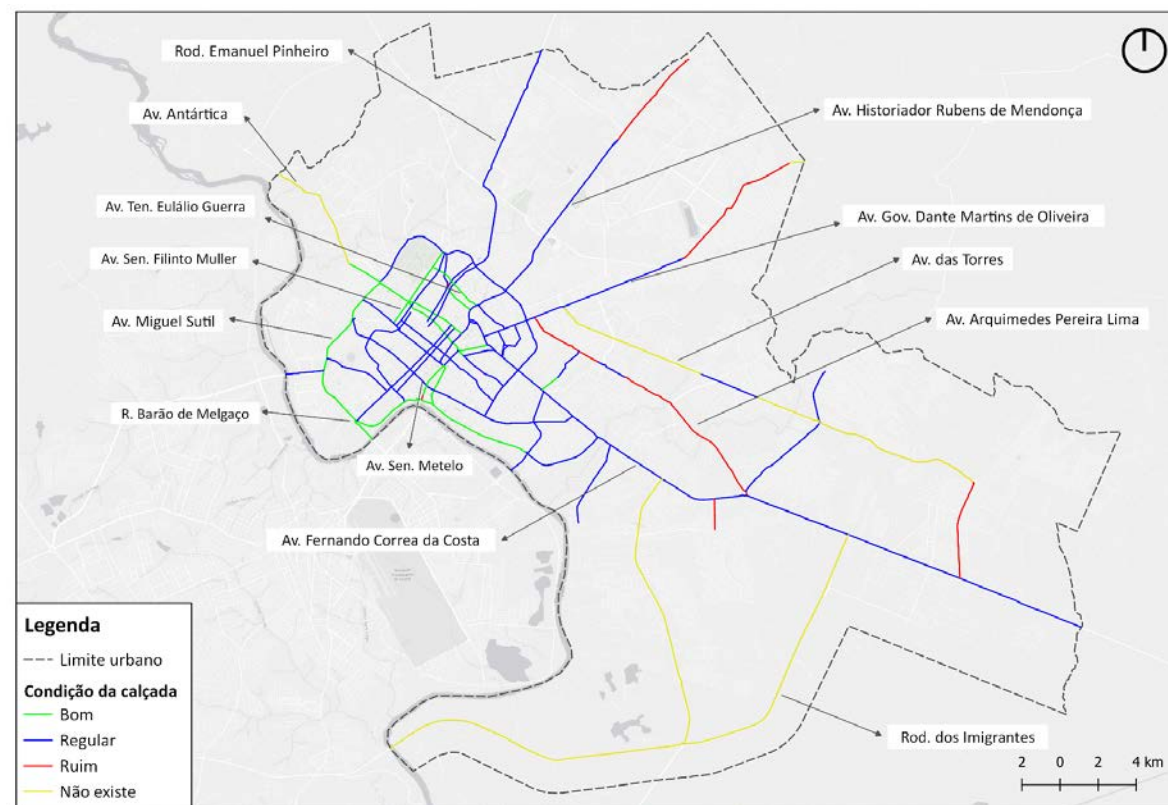 Rod. Emanuel Pinheiro
Av. Antártica
Av. Historiador Rubens de Mendonça
Av. Ten. Eulálio Guerra
Av. Gov. Dante Martins de Oliveira
Av. Sen. Filinto Muller
Av. das Torres
Av. Miguel Sutil
Av. Arquimedes Pereira Lima
R. Barão de Melgaço
Av. Sen. Metelo
Av. Fernando Correa da Costa
Rod. dos Imigrantes
Legenda
Limite urbano
Condição da calçada
Bom
Regular
Ruim
Não existe
2 0 2 4 km